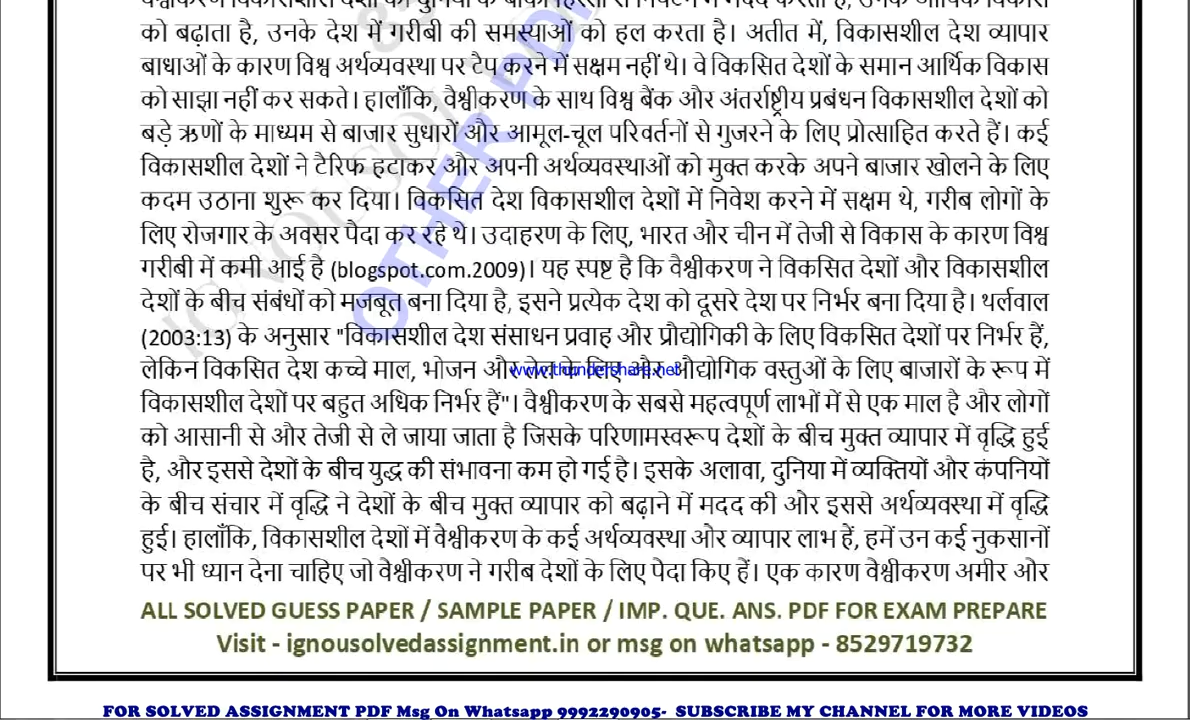 को बढ़ाता है, उनके देश में गरीबी की समस्याओं को हल करता है। अतीत में, विकासशील देश व्यापार
बाधाओं के कारण विश्व अर्थव्यवस्था पर टैप करने में सक्षम नहीं थे। वे विकसित देशों के समान आर्थिक विकास
को साझा नहीं कर सकते। हालाँकि, वैश्वीकरण के साथ विश्व बैंक और अंतर्राष्ट्रीय प्रबंधन विकासशील देशों को
बड़े ऋणों के माध्यम से बाजार सुधारों और आमूल-चूल परिवर्तनों से गुजरने के लिए प्रोत्साहित करते हैं। कई
विकासशील देशों ने टैरिफ हटाकर और अपनी अर्थव्यवस्थाओं को मुक्त करके अपने बाजार खोलने के लिए
कदम उठाना शुरू कर दिया। विकसित देश विकासशील देशों में निवेश करने में सक्षम थे, गरीब लोगों के
लिए रोजगार के अवसर पैदा कर रहे थे। उदाहरण के लिए, भारत और चीन में तेजी से विकास के कारण विश्व
गरीबी में कमी आई है (blogspot.com.2009)। यह स्पष्ट है कि वैश्वीकरण ने विकसित देशों और विकासशील
देशों के बीच संबंधों को मजबूत बना दिया है, इसने प्रत्येक देश को दूसरे देश पर निर्भर बना दिया है। थर्लवाल
(2003:13) के अनुसार "विकासशील देश संसाधन प्रवाह और प्रौद्योगिकी के लिए विकसित देशों पर निर्भर हैं,
लेकिन विकसित देश कच्चे माल, भोजन और तेल के लिए और औद्योगिक वस्तुओं के लिए बाजारों के रूप में
www.thundershare.net
विकासशील देशों पर बहुत अधिक निर्भर हैं"। वैश्वीकरण के सबसे महत्वपूर्ण लाभों में से एक माल है और लोगों
को आसानी से और तेजी से ले जाया जाता है जिसके परिणामस्वरूप देशों के बीच मुक्त व्यापार में वृद्धि हुई
है, और इससे देशों के बीच युद्ध की संभावना कम हो गई है। इसके अलावा, दुनिया में व्यक्तियों और कंपनियों
के बीच संचार में वृद्धि ने देशों के बीच मुक्त व्यापार को बढ़ाने में मदद की और इससे अर्थव्यवस्था में वृद्धि
हुई। हालाँकि, विकासशील देशों में वैश्वीकरण के कई अर्थव्यवस्था और व्यापार लाभ हैं, हमें उन कई नुकसानों
पर भी ध्यान देना चाहिए जो वैश्वीकरण ने गरीब देशों के लिए पैदा किए हैं। एक कारण वैश्वीकरण अमीर और
ALL SOLVED GUESS PAPER / SAMPLE PAPER / IMP. QUE. ANS. PDF FOR EXAM PREPARE
Visit - ignousolvedassignment.in or msg on whatsapp - 8529719732
FOR SOLVED ASSIGNMENT PDF Msg On Whatsapp 9992290905- SUBSCRIBE MY CHANNEL FOR MORE VIDEOS